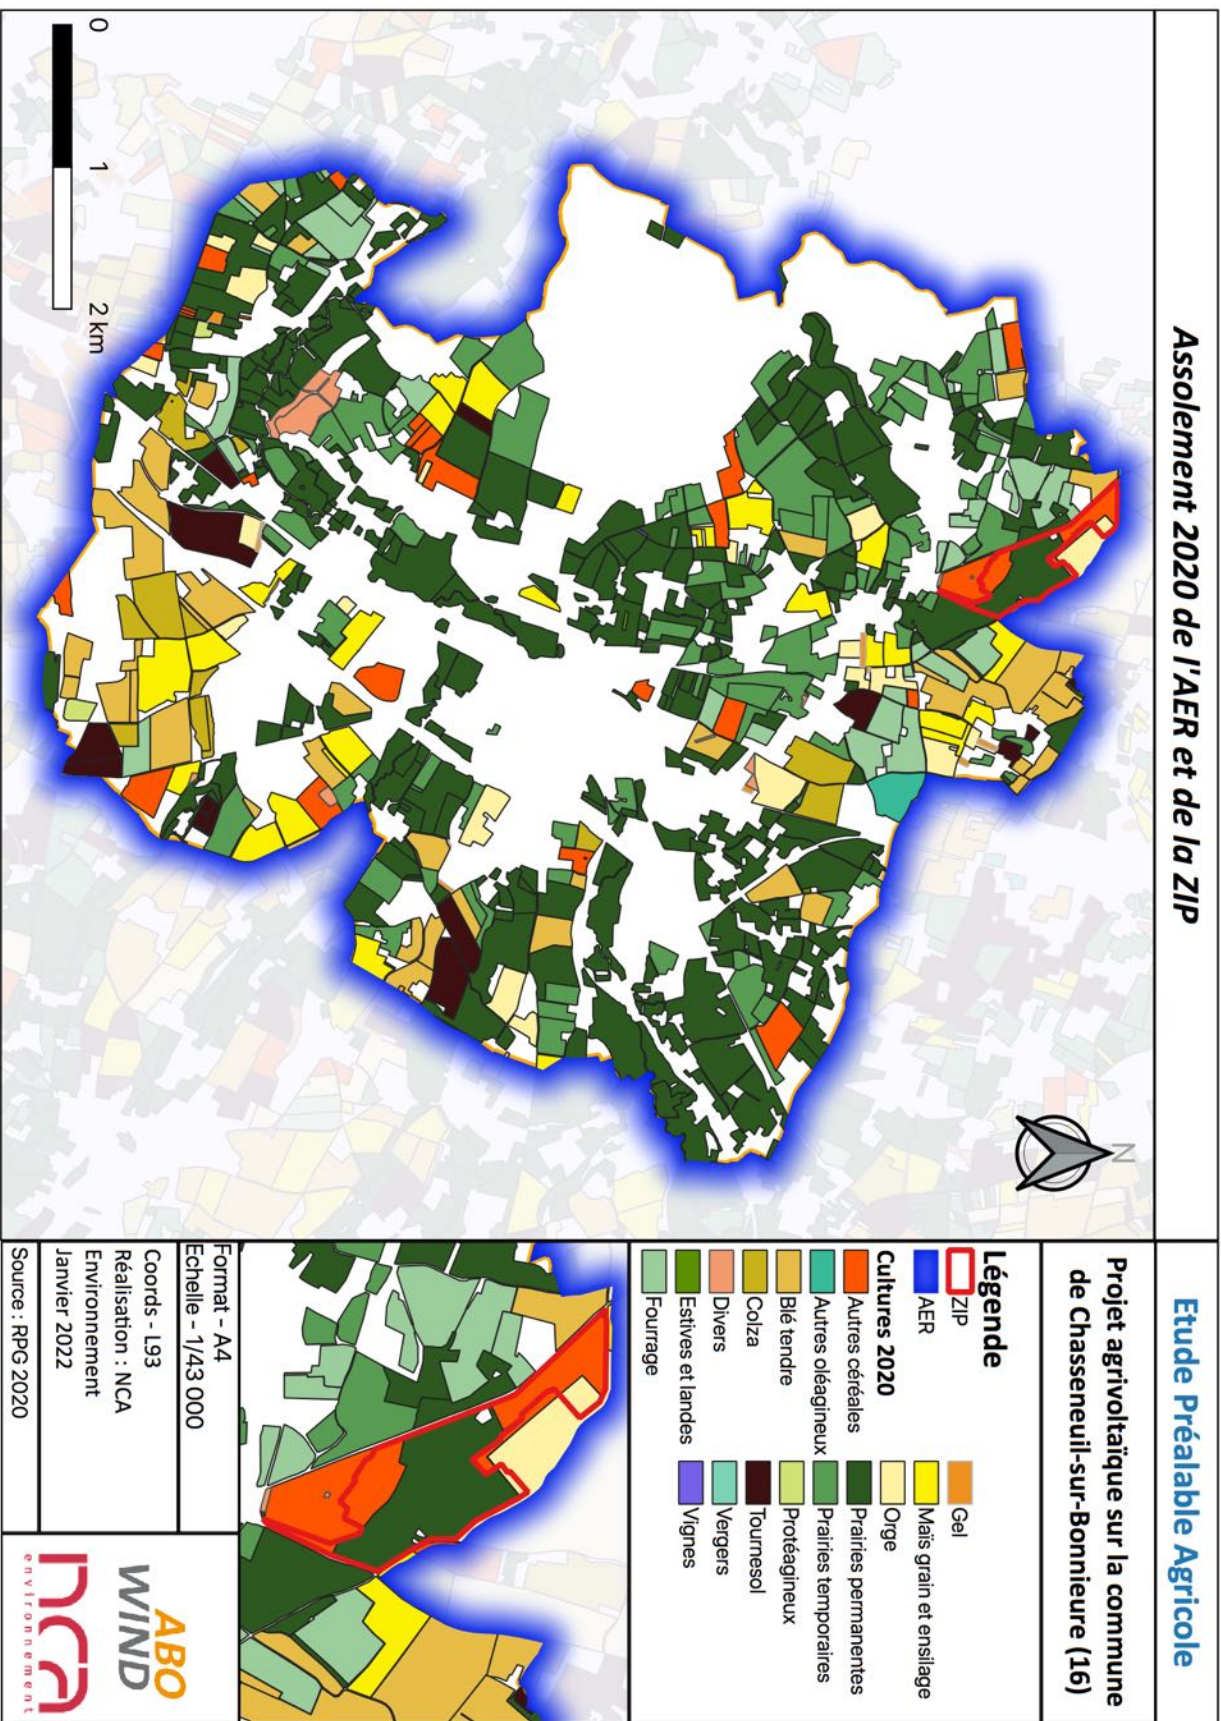 Assolement 2020 de l'AER et de la ZIP
Etude Préalable Agricole
Projet agrivoltaïque sur la commune
de Chasseneuil-sur-Bonnieure (16)
N
0
1
2 km
Légende
ZIP
AER
Cultures 2020
Autres céréales
Autres oléagineux
Blé tendre
Colza
Divers
Estives et landes
Fourrage
Gel
Maïs grain et ensilage
Orge
Prairies permanentes
Prairies temporaires
Protéagineux
Tournesol
Vergers
Vignes
Format - A4
Echelle - 1/43 000
Coords - L93
Réalisation : NCA
Environnement
Janvier 2022
Source : RPG 2020
ABO
WIND
nca
environnement